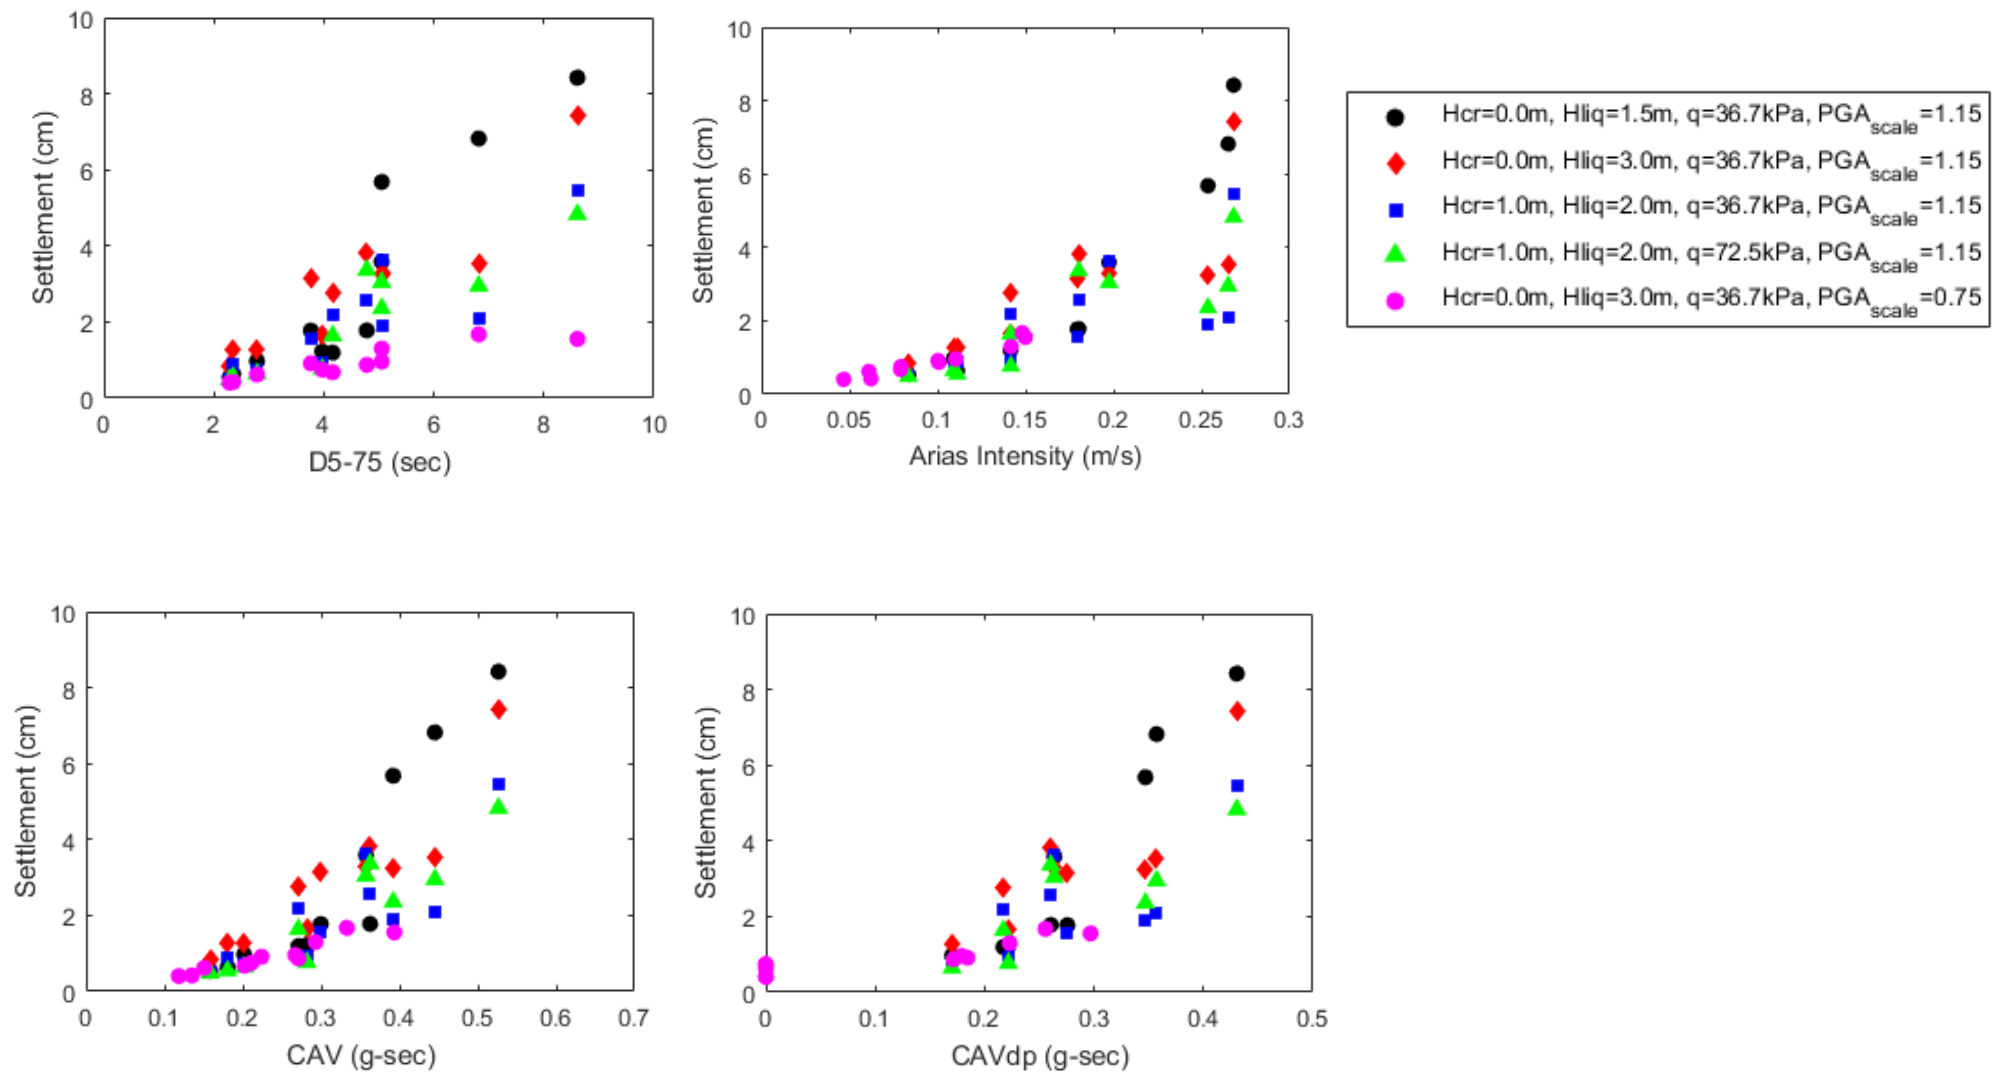 10
8
6
4
2
0
Settlement (cm)
0 2 4 6 8 10
D5-75 (sec)
10
8
6
4
2
0
Settlement (cm)
0 0.05 0.1 0.15 0.2 0.25 0.3
Arias Intensity (m/s)
Hcr=0.0m, Hliq=1.5m, q=36.7kPa, PGAscale=1.15
Hcr=0.0m, Hliq=3.0m, q=36.7kPa, PGAscale=1.15
Hcr=1.0m, Hliq=2.0m, q=36.7kPa, PGAscale=1.15
Hcr=1.0m, Hliq=2.0m, q=72.5kPa, PGAscale=1.15
Hcr=0.0m, Hliq=3.0m, q=36.7kPa, PGAscale=0.75
10
8
6
4
2
0
Settlement (cm)
0 0.1 0.2 0.3 0.4 0.5 0.6 0.7
CAV (g-sec)
10
8
6
4
2
0
Settlement (cm)
0 0.1 0.2 0.3 0.4 0.5
CAVdp (g-sec)